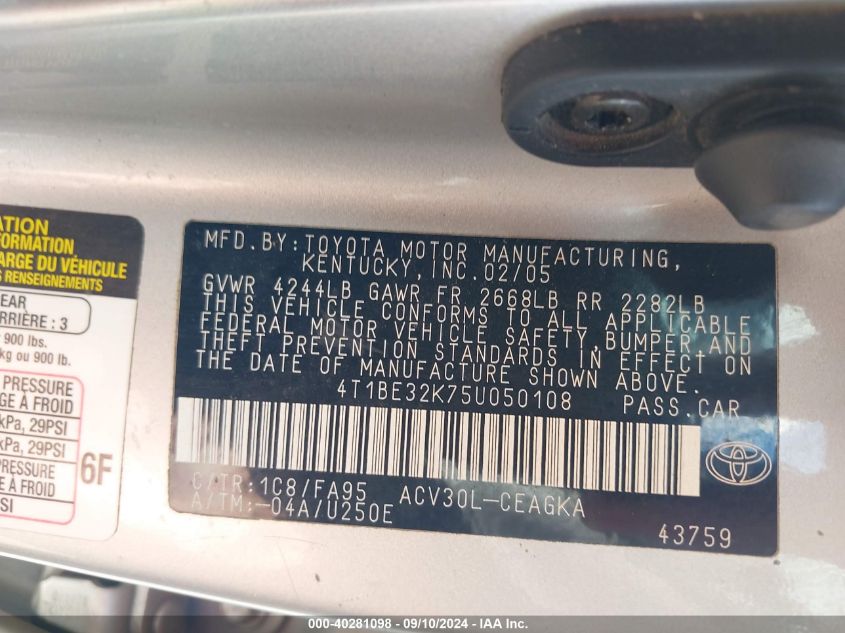 ATION
FORMATION
ARGE DU VÉHICULE
RENSEIGNEMENTS
EAR
ARRIÈRE : 3
900 lbs.
kg ou 900 lb.
PRESSURE
GE À FROID
kPa, 29PSI
kPa, 29PSI
PRESSURE
À FROID
SI
6F
MFD.BY:TOYOTA MOTOR MANUFACTURING,
KENTUCKY,INC.02/05
GVWR 4244LB GAWR FR 2668LB RR 2282LB
THIS VEHICLE CONFORMS TO ALL APPLICABLE
FEDERAL MOTOR VEHICLE SAFETY,BUMPER AND
THEFT PREVENTION STANDARDS IN EFFECT ON
THE DATE OF MANUFACTURE SHOWN ABOVE.
4T1BE32K75U050108 PASS.CAR
C/TR:1C8/FA95 ACV30L-CEAGKA
A/TM:-04A/U250E
43759
000-40281098 - 09/10/2024 - IAA Inc.